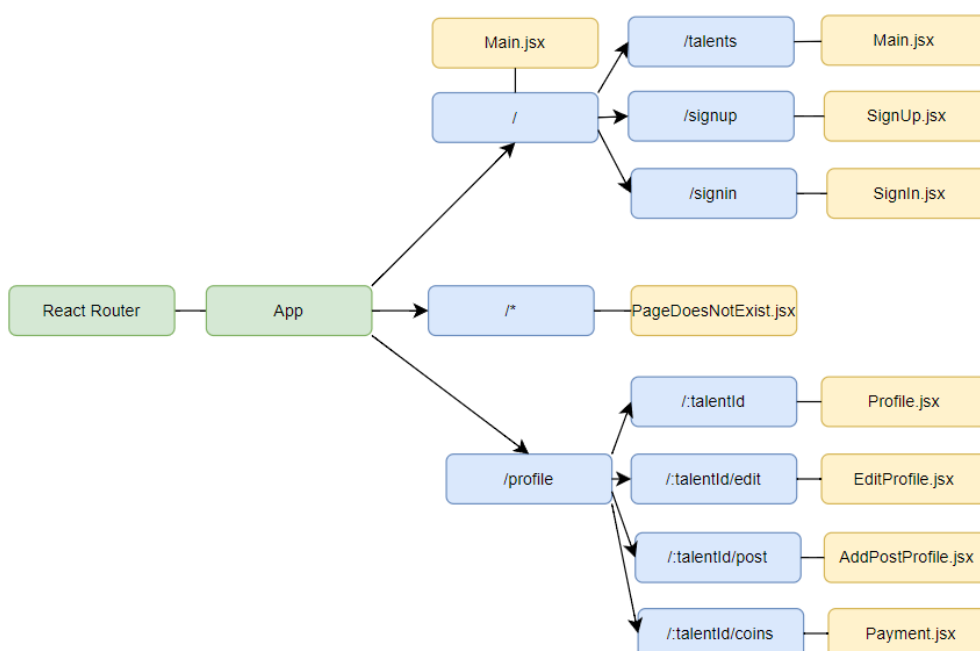 Main.jsx
/talents
Main.jsx
/
/signup
SignUp.jsx
/signin
SignIn.jsx
React Router
App
/*
PageDoesNotExist.jsx
/:talentId
Profile.jsx
/profile
/:talentId/edit
EditProfile.jsx
/:talentId/post
AddPostProfile.jsx
/:talentId/coins
Payment.jsx